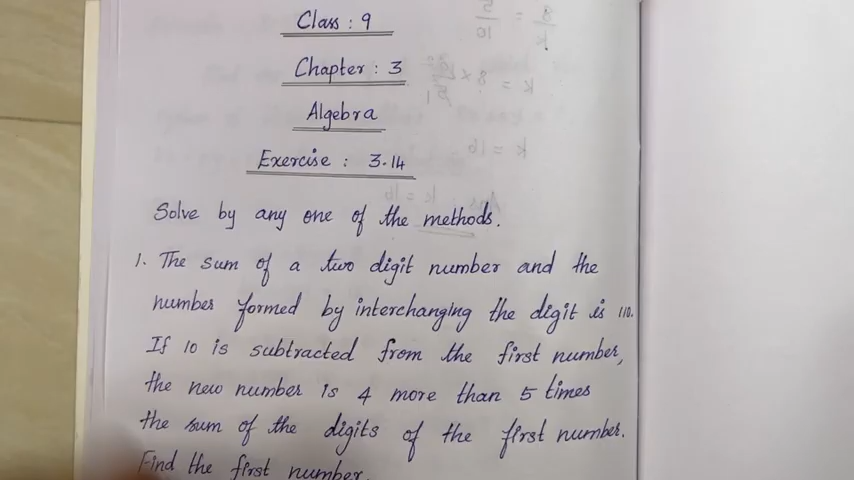 Class : 9
Chapter : 3
Algebra
Exercise : 3.14
Solve by any one of the methods.
1. The sum of a two digit number and the
number formed by interchanging the digit is 110.
If 10 is subtracted from the first number,
the new number is 4 more than 5 times
the sum of the digits of the first number.
Find the first number.